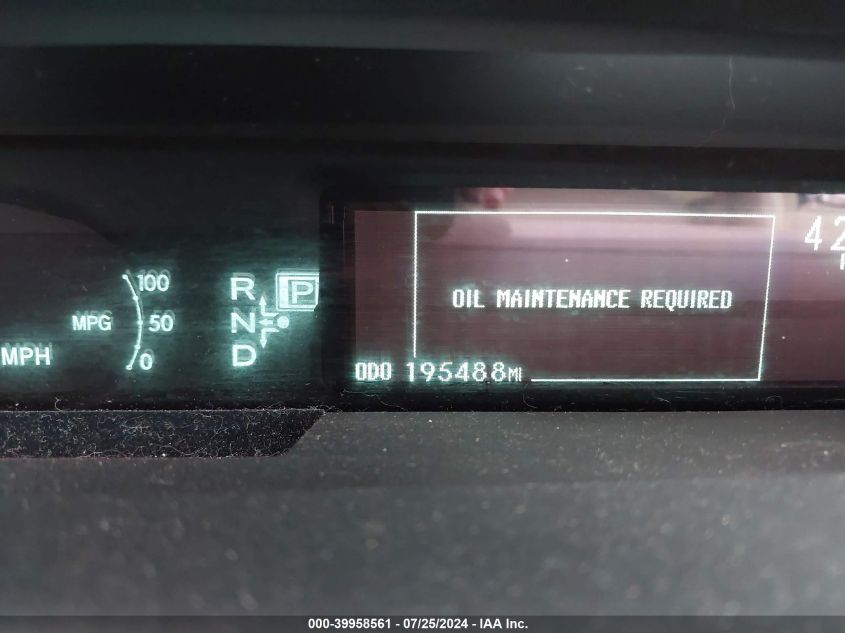 100
MPG 50
MPH 0
R P
N
D
OIL MAINTENANCE REQUIRED
ODO 195488MI
42
000-39958561 - 07/25/2024 - IAA Inc.